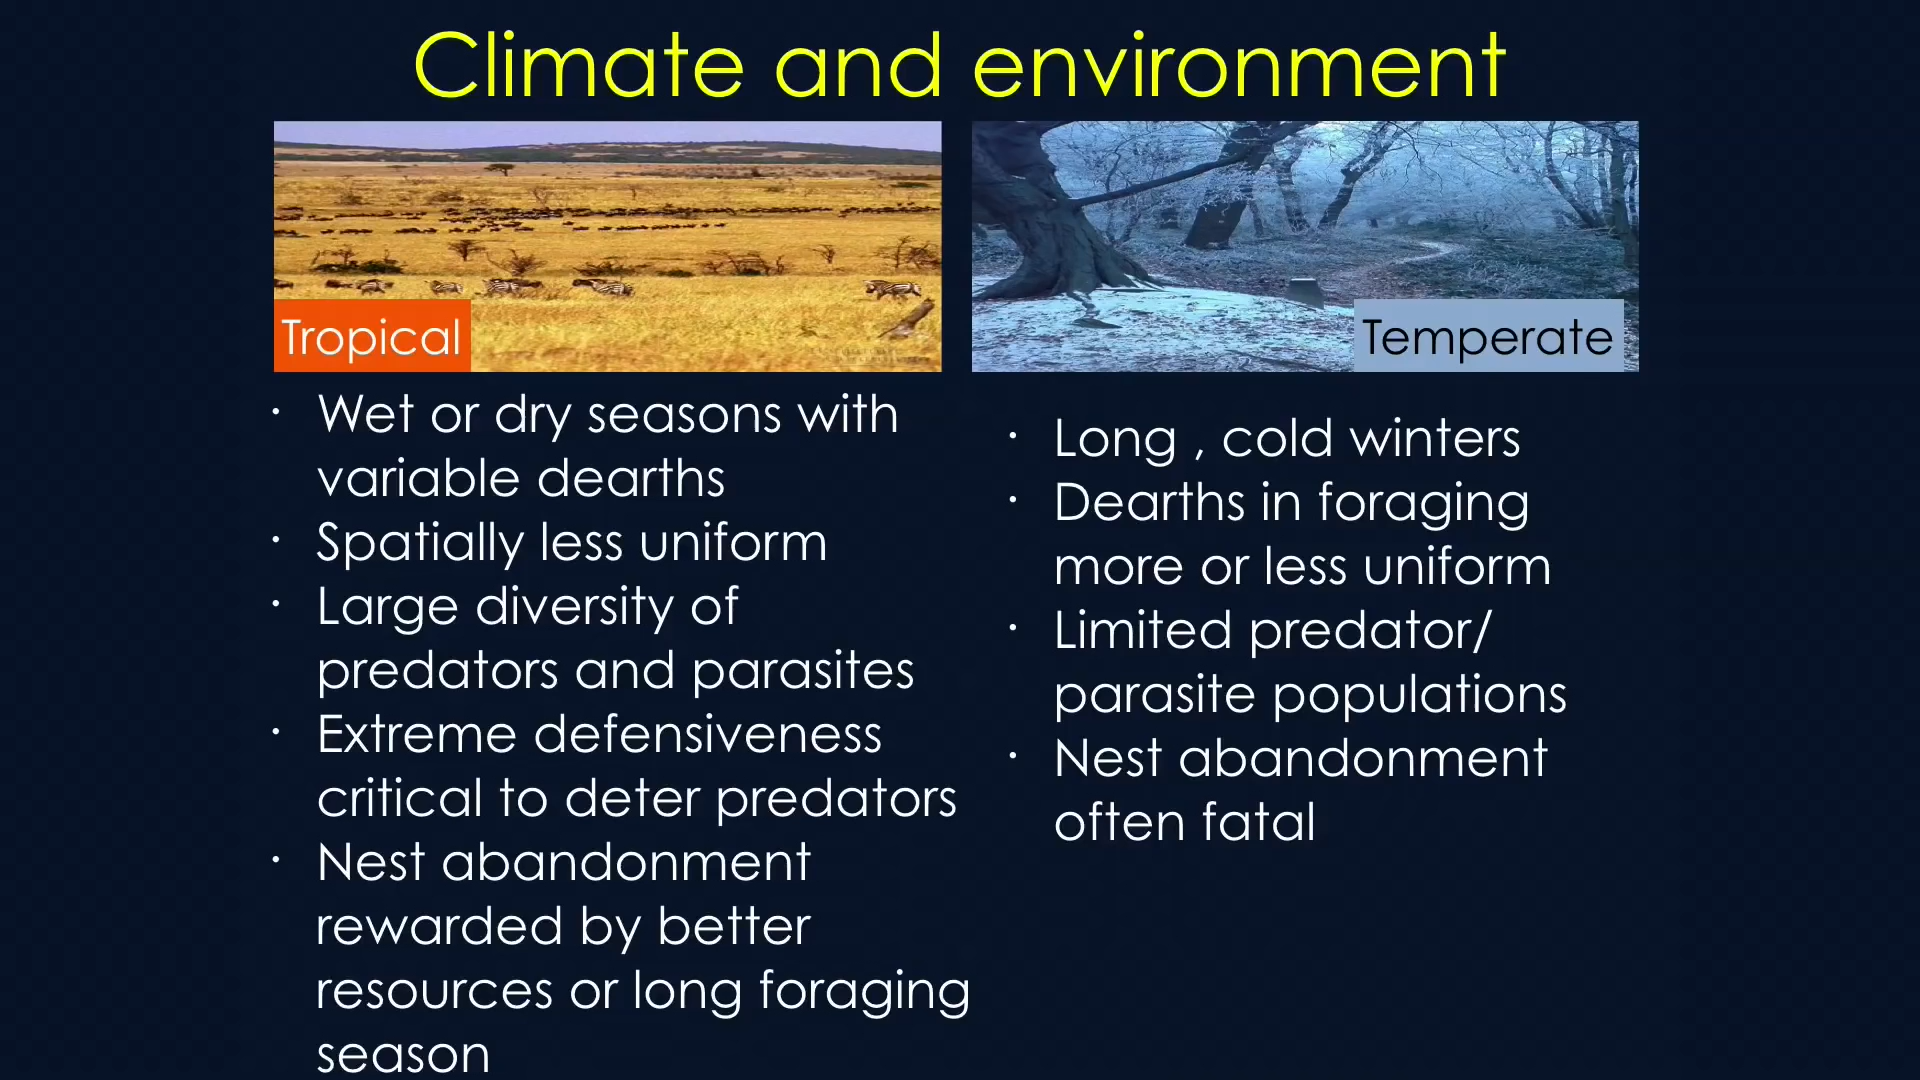 Climate and environment
Tropical
Temperate
· Wet or dry seasons with
variable dearths
· Spatially less uniform
· Large diversity of
predators and parasites
· Extreme defensiveness
critical to deter predators
· Nest abandonment
rewarded by better
resources or long foraging
season
· Long , cold winters
· Dearths in foraging
more or less uniform
· Limited predator/
parasite populations
· Nest abandonment
often fatal